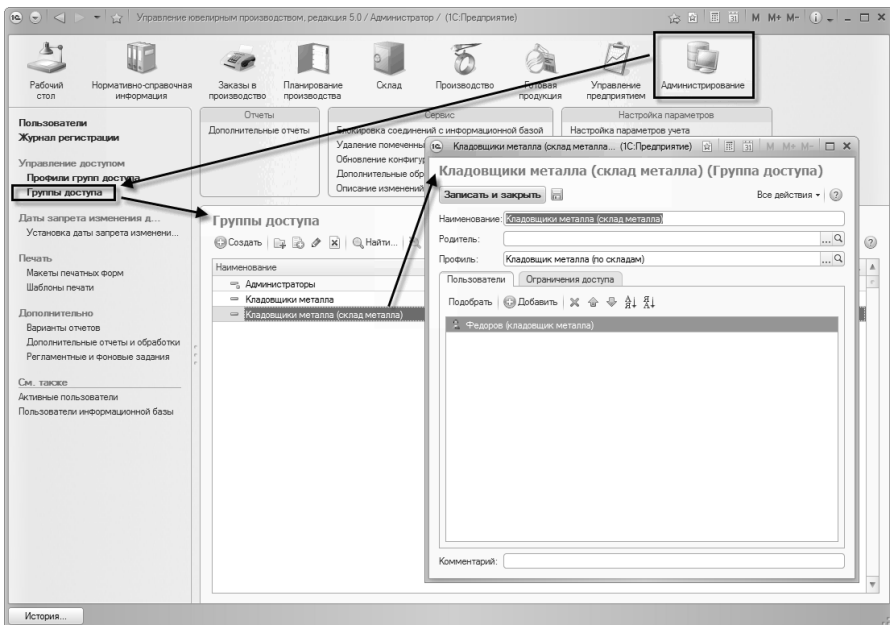 Управление ювелирным производством, редакция 5.0 / Администратор / (1С:Предприятие)
M M+ M-
Рабочий стол
Нормативно-справочная информация
Заказы в производство
Планирование производства
Склад
Производство
Готовая продукция
Управление предприятием
Администрирование
Пользователи
Журнал регистрации
Управление доступом
Профили групп доступа
Группы доступа
Даты запрета изменения д...
Установка даты запрета изменени...
Печать
Макеты печатных форм
Шаблоны печати
Дополнительно
Варианты отчетов
Дополнительные отчеты и обработки
Регламентные и фоновые задания
См. также
Активные пользователи
Пользователи информационной базы
Отчеты
Дополнительные отчеты
Сервис
Блокировка соединений с информационной базой
Удаление помеченны
Обновление конфигу
Дополнительные обр
Описание изменений
Настройка параметров
Настройка параметров учета
Группы доступа
Создать
Найти...
Наименование
Администраторы
Кладовщики металла
Кладовщики металла (склад металла)
Кладовщики металла (склад металла... (1С:Предприятие)
M M+ M-
Кладовщики металла (склад металла) (Группа доступа)
Записать и закрыть
Все действия
Наименование: Кладовщики металла (склад металла)
Родитель:
Профиль: Кладовщик металла (по складам)
Пользователи
Ограничения доступа
Подобрать
Добавить
Федоров (кладовщик металла)
Комментарий:
История...